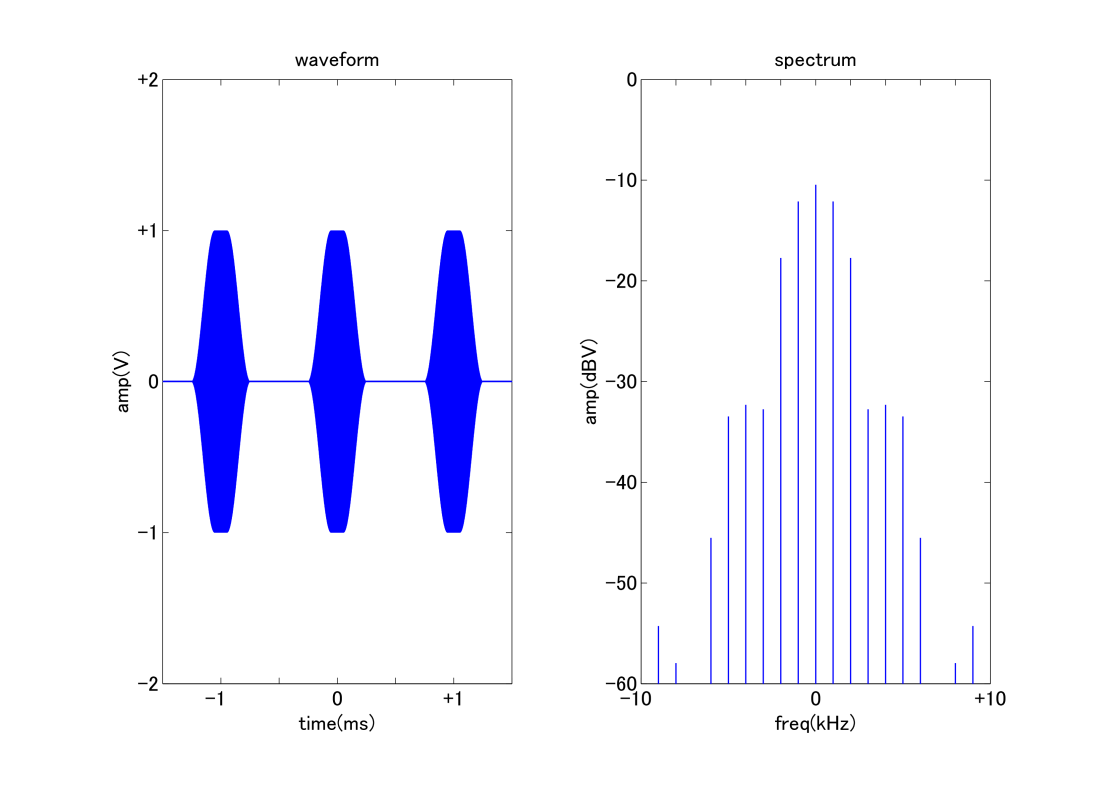 waveform
+2
+1
0
−1
−2
amp(V)
−1 0 +1
time(ms)
spectrum
0
−10
−20
−30
−40
−50
−60
amp(dBV)
−10 0 +10
freq(kHz)